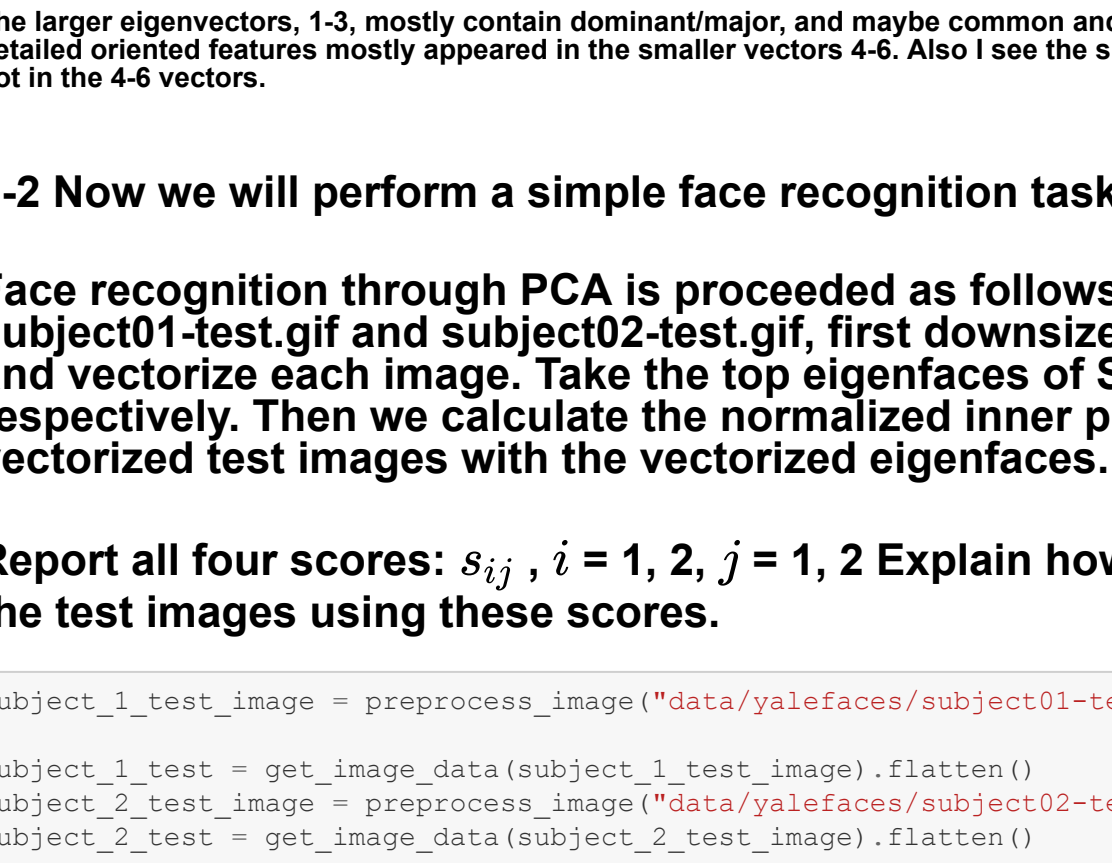 he larger eigenvectors, 1-3, mostly contain dominant/major, and maybe common and
etailed oriented features mostly appeared in the smaller vectors 4-6. Also I see the s
ot in the 4-6 vectors.
-2 Now we will perform a simple face recognition task
Face recognition through PCA is proceeded as follows
ubject01-test.gif and subject02-test.gif, first downsize
nd vectorize each image. Take the top eigenfaces of S
espectively. Then we calculate the normalized inner p
vectorized test images with the vectorized eigenfaces.
Report all four scores: s_{ij} , i = 1, 2, j = 1, 2 Explain how
he test images using these scores.
ubject_1_test_image = preprocess_image("data/yalefaces/subject01-te
ubject_1_test = get_image_data(subject_1_test_image).flatten()
ubject_2_test_image = preprocess_image("data/yalefaces/subject02-te
ubject_2_test = get_image_data(subject_2_test_image).flatten()